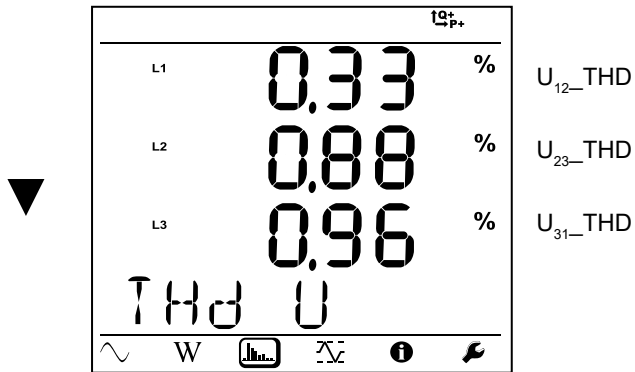 Q+
P+
L1 0.33 % U12_THD
L2 0.88 % U23_THD
L3 0.96 % U31_THD
THd U
W